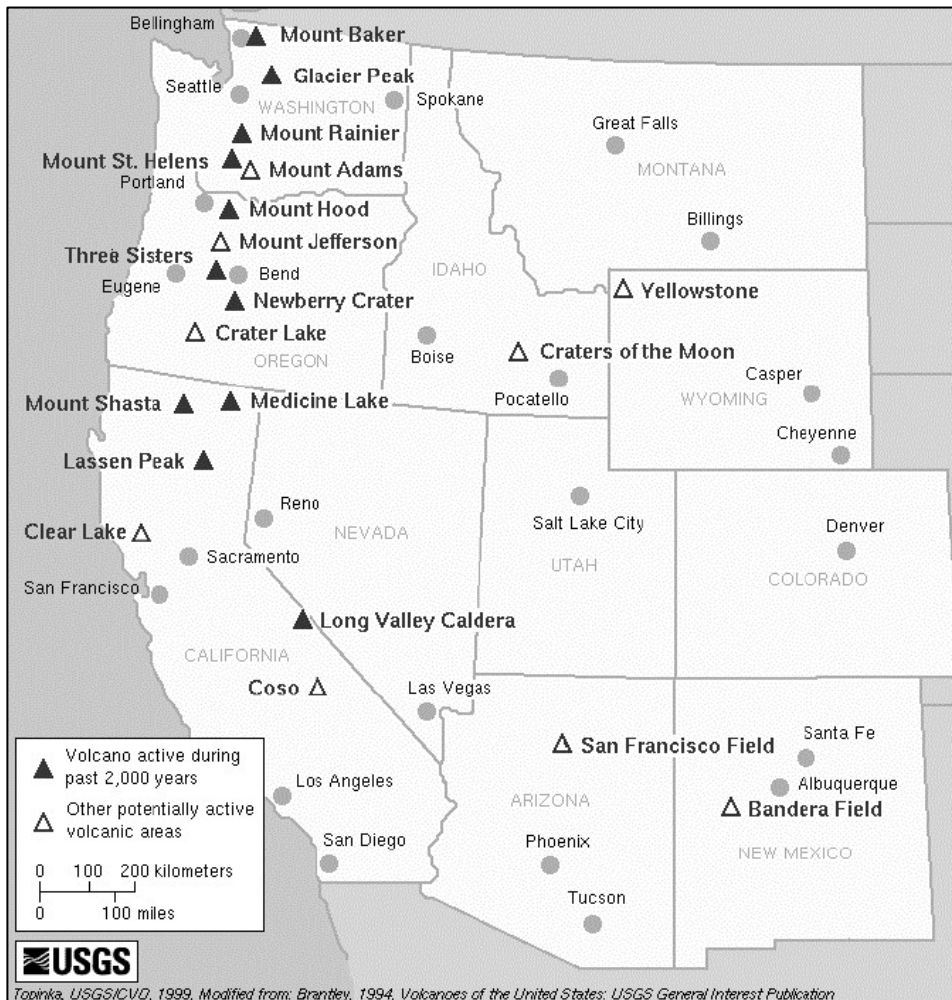 Bellingham
Mount Baker
Glacier Peak
Seattle
WASHINGTON
Spokane
Mount Rainier
Great Falls
Mount St. Helens
Mount Adams
MONTANA
Portland
Mount Hood
Billings
Mount Jefferson
Three Sisters
IDAHO
Eugene
Bend
Yellowstone
Newberry Crater
Crater Lake
OREGON
Boise
Craters of the Moon
Casper
Pocatello
WYOMING
Mount Shasta
Medicine Lake
Cheyenne
Lassen Peak
Reno
Clear Lake
NEVADA
Salt Lake City
Denver
Sacramento
UTAH
COLORADO
San Francisco
Long Valley Caldera
CALIFORNIA
Coso
Las Vegas
Santa Fe
San Francisco Field
Volcano active during
past 2,000 years
Los Angeles
Albuquerque
ARIZONA
Bandera Field
Other potentially active
volcanic areas
San Diego
Phoenix
NEW MEXICO
0 100 200 kilometers
Tucson
0 100 miles
USGS
Topinka, USGS/CVO, 1999, Modified from: Brantley, 1994, Volcanoes of the United States: USGS General Interest Publication